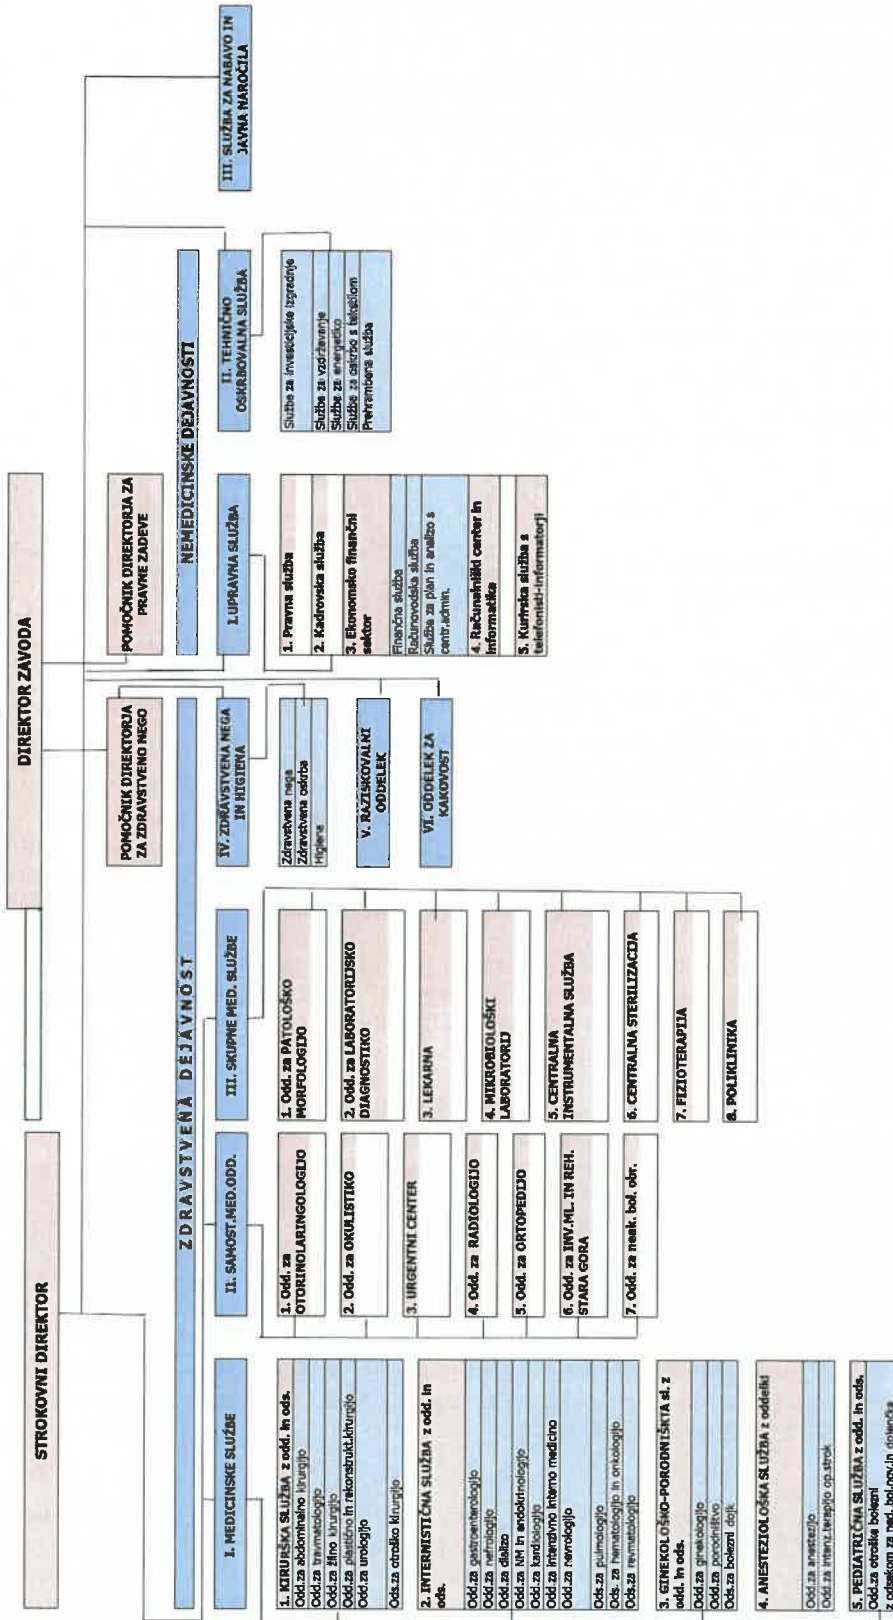 DIREKTOR ZAVODA
STROKOVNI DIREKTOR
POMOČNIK DIREKTORJA
ZA ZDRAVSTVENO NEGO
POMOČNIK DIREKTORJA ZA
PRAVNE ZADEVE
ZDRAVSTVENA DEJAVNOST
NEMEDICINSKE DEJAVNOSTI
I. MEDICINSKE SLUŽBE
1. KIRURŠKA SLUŽBA z odd. in ods.
Odd.za abdominalno kirurgijo
Odd.za travmatologijo
Odd.za žilno kirurgijo
Odd.za plastično in rekonstrukt.kirurgijo
Odd.za urologijo
Ods.za otroško kirurgijo
2. INTERNISTIČNA SLUŽBA z odd. in
ods.
Odd.za gastroenterologijo
Odd.za nefrologijo
Odd.za dializo
Odd.za NM in endokrinologijo
Odd.za kardiologijo
Odd.za intenzivno interno medicino
Odd.za nevrologijo
Ods.za pulmologijo
Ods. za hematologijo in onkologijo
Ods.za revmatologijo
3. GINEKOLOŠKO-PORODNIŠKTA sl. z
odd. in ods.
Odd.za ginekologijo
Odd.za porodništvo
Ods.za bolezni dojk
4. ANESTEZIOLOŠKA SLUŽBA z oddelki
Odd.za anestezijo
Odd.za intenz.terapijo op.strok
5. PEDIATRIČNA SLUŽBA z odd. in ods.
Odd.za otroške bolezni
II. SAMOST.MED.ODD.
1. Odd. za
OTORINOLARINGOLOGIJO
2. Odd. za OKULISTIKO
3. URGENTNI CENTER
4. Odd. za RADIOLOGIJO
5. Odd. za ORTOPEDIJO
6. Odd. za INV.ML. IN REH.
STARA GORA
7. Odd. za neak. bol. obr.
III. SKUPNE MED. SLUŽBE
1. Odd. za PATOLOŠKO
MORFOLOGIJO
2. Odd. za LABORATORIJSKO
DIAGNOSTIKO
3. LEKARNA
4. MIKROBIOLOŠKI
LABORATORIJ
5. CENTRALNA
INSTRUMENTALNA SLUŽBA
6. CENTRALNA STERILIZACIJA
7. FIZIOTERAPIJA
8. POLIKLINIKA
IV. ZDRAVSTVENA NEGA
IN HIGIENA
Zdravstvena nega
Zdravstvena oskrba
Higiena
V. RAZISKOVALNI
ODDELEK
VI. ODDELEK ZA
KAKOVOST
I.UPRAVNA SLUŽBA
1. Pravna služba
2. Kadrovska služba
3. Ekonomsko finančni
sektor
Finančna služba
Računovodska služba
Služba za plan in analizo s
centr.admin.
4. Računalniški center in
informatika
5. Kurirska služba s
telefonisti-informatorji
II. TEHNIČNO
OSKRBOVALNA SLUŽBA
Služba za investicijske izgradnje
Služba za vzdrževanje
Služba za energetiko
Služba za oskrbo s tekstilom
Prehrambena služba
III. SLUŽBA ZA NABAVO IN
JAVNA NAROČILA